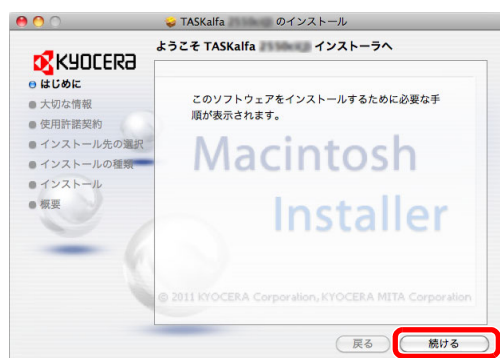 TASKalfa のインストール
ようこそ TASKalfa インストーラへ
KYOCERA
はじめに
大切な情報
使用許諾契約
インストール先の選択
インストールの種類
インストール
概要
このソフトウェアをインストールするために必要な手
順が表示されます。
Macintosh
Installer
© 2011 KYOCERA Corporation, KYOCERA MITA Corporation
戻る
続ける